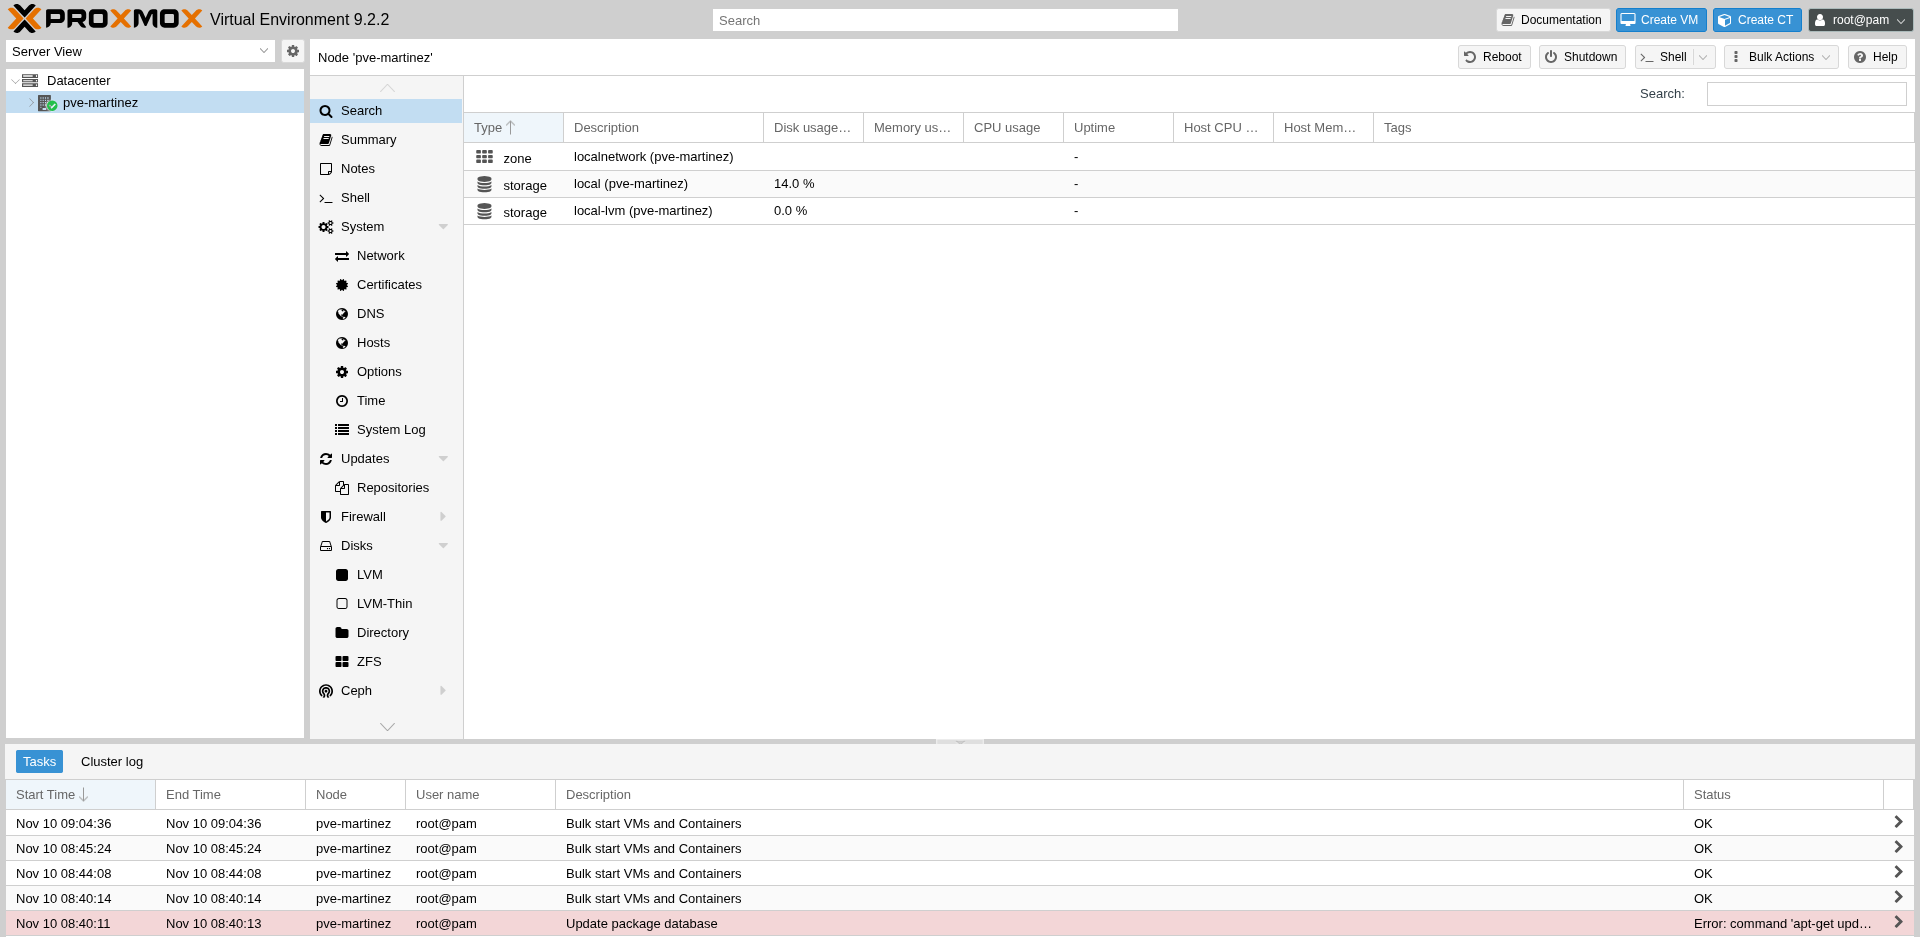 PROXMOX Virtual Environment 9.2.2
Search
Documentation
Create VM
Create CT
root@pam
Server View
Datacenter
pve-martinez
Node 'pve-martinez'
Reboot
Shutdown
Shell
Bulk Actions
Help
Search
Summary
Notes
Shell
System
Network
Certificates
DNS
Hosts
Options
Time
System Log
Updates
Repositories
Firewall
Disks
LVM
LVM-Thin
Directory
ZFS
Ceph
Search:
Type Description Disk usage... Memory us... CPU usage Uptime Host CPU ... Host Mem... Tags
zone localnetwork (pve-martinez) -
storage local (pve-martinez) 14.0 % -
storage local-lvm (pve-martinez) 0.0 % -
Tasks
Cluster log
Start Time End Time Node User name Description Status
Nov 10 09:04:36 Nov 10 09:04:36 pve-martinez root@pam Bulk start VMs and Containers OK
Nov 10 08:45:24 Nov 10 08:45:24 pve-martinez root@pam Bulk start VMs and Containers OK
Nov 10 08:44:08 Nov 10 08:44:08 pve-martinez root@pam Bulk start VMs and Containers OK
Nov 10 08:40:14 Nov 10 08:40:14 pve-martinez root@pam Bulk start VMs and Containers OK
Nov 10 08:40:11 Nov 10 08:40:13 pve-martinez root@pam Update package database Error: command 'apt-get upd...